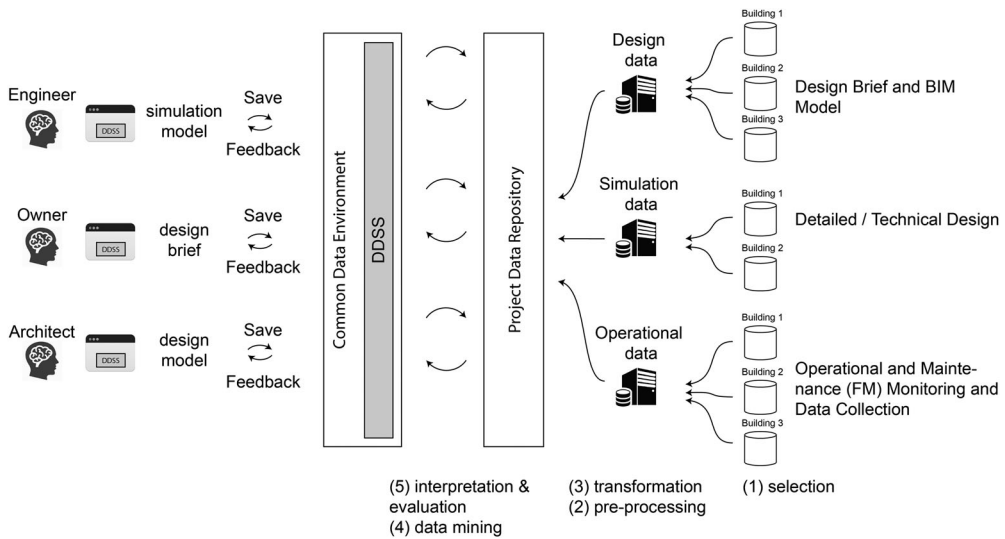 Engineer
DDSS
simulation
model
Save
Feedback
Owner
DDSS
design
brief
Save
Feedback
Architect
DDSS
design
model
Save
Feedback
Common Data Environment
DDSS
Project Data Repository
Design
data
Building 1
Building 2
Building 3
Design Brief and BIM
Model
Simulation
data
Building 1
Building 2
Detailed / Technical Design
Operational
data
Building 1
Building 2
Building 3
Operational and Mainte-
nance (FM) Monitoring and
Data Collection
(5) interpretation &
evaluation
(4) data mining
(3) transformation
(2) pre-processing
(1) selection